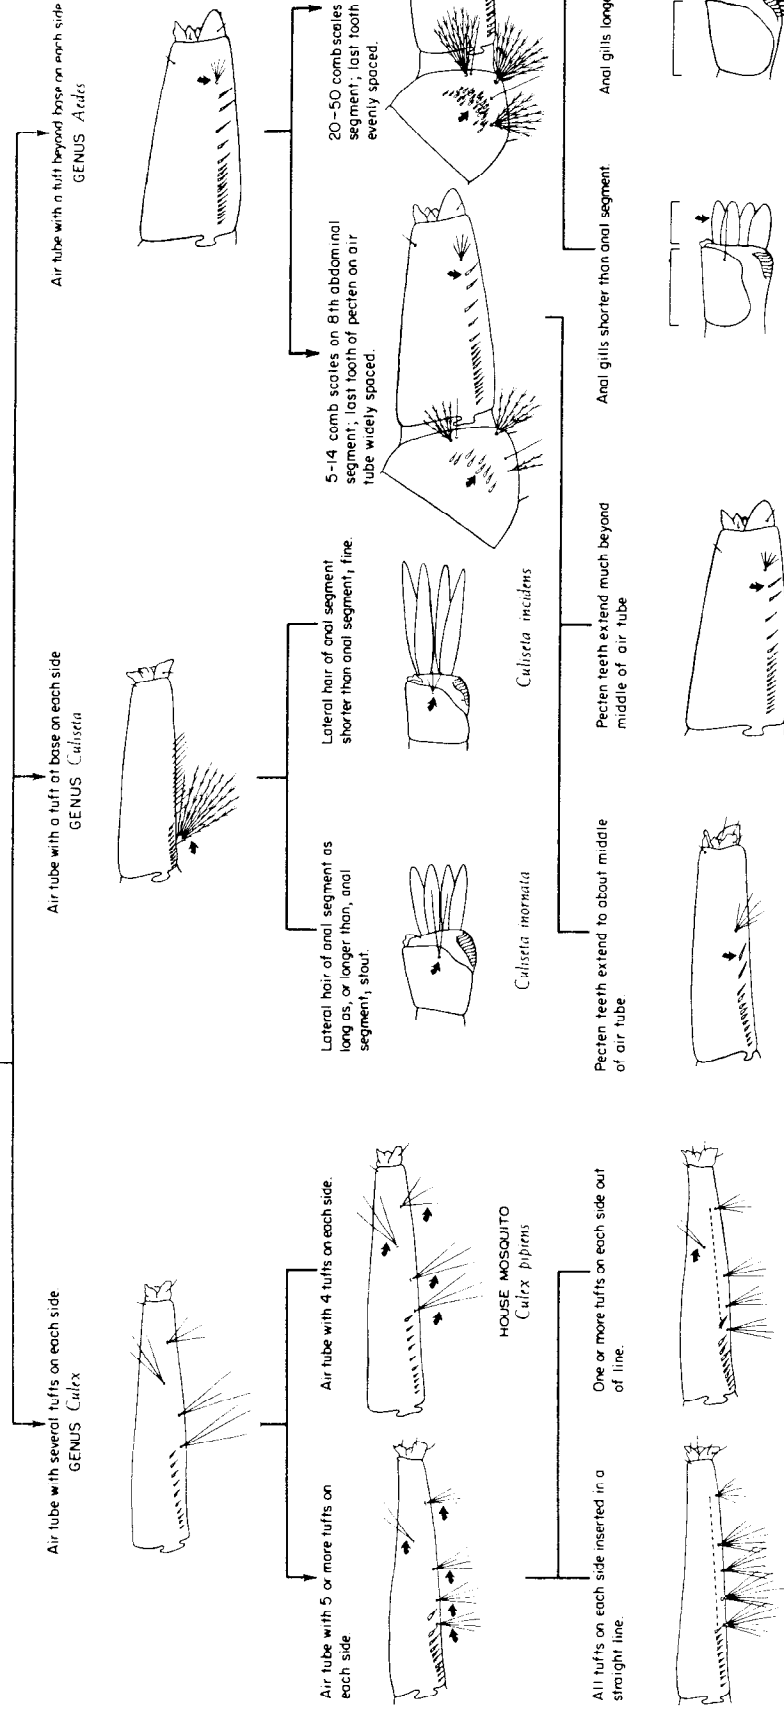 Air tube with several tufts on each side
GENUS Culex
Air tube with a tuft at base on each side
GENUS Culiseta
Air tube with a tuft beyond base on each side
GENUS Aedes
Air tube with 5 or more tufts on
each side.
Air tube with 4 tufts on each side.
HOUSE MOSQUITO
Culex pipiens
Lateral hair of anal segment as
long as, or longer than, anal
segment; stout.
Culiseta inornata
Lateral hair of anal segment
shorter than anal segment; fine.
Culiseta incidens
5-14 comb scales on 8th abdominal
segment; last tooth of pecten on air
tube widely spaced.
20-50 comb scales
segment; last tooth
evenly spaced.
All tufts on each side inserted in a
straight line.
One or more tufts on each side out
of line.
Pecten teeth extend to about middle
of air tube.
Pecten teeth extend much beyond
middle of air tube
Anal gills shorter than anal segment.
Anal gills